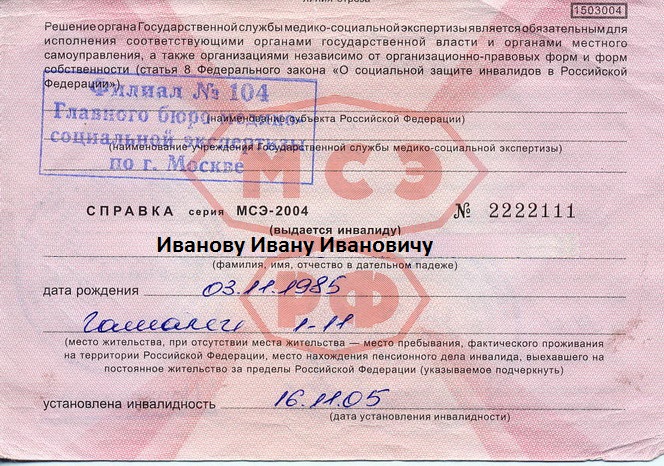 1503004
Решение органа Государственной службы медико-социальной экспертизы является обязательным для
исполнения соответствующими органами государственной власти и органами местного
самоуправления, а также организациями независимо от организационно-правовых форм и форм
собственности (статья 8 Федерального закона «О социальной защите инвалидов в Российской
Федерации»)
Филиал № 104
Главного бюро медико-
социальной экспертизы
по г. Москве
(наименование субъекта Российской Федерации)
(наименование учреждения Государственной службы медико-социальной экспертизы)
МСЭ
СПРАВКА серия МСЭ-2004 № 2222111
(выдается инвалиду)
Иванову Ивану Ивановичу
(фамилия, имя, отчество в дательном падеже)
РФ
дата рождения 03.11.1985
1-11
(место жительства, при отсутствии места жительства — место пребывания, фактического проживания
на территории Российской Федерации, место нахождения пенсионного дела инвалида, выехавшего на
постоянное жительство за пределы Российской Федерации (указываемое подчеркнуть)
установлена инвалидность 16.11.05
(дата установления инвалидности)